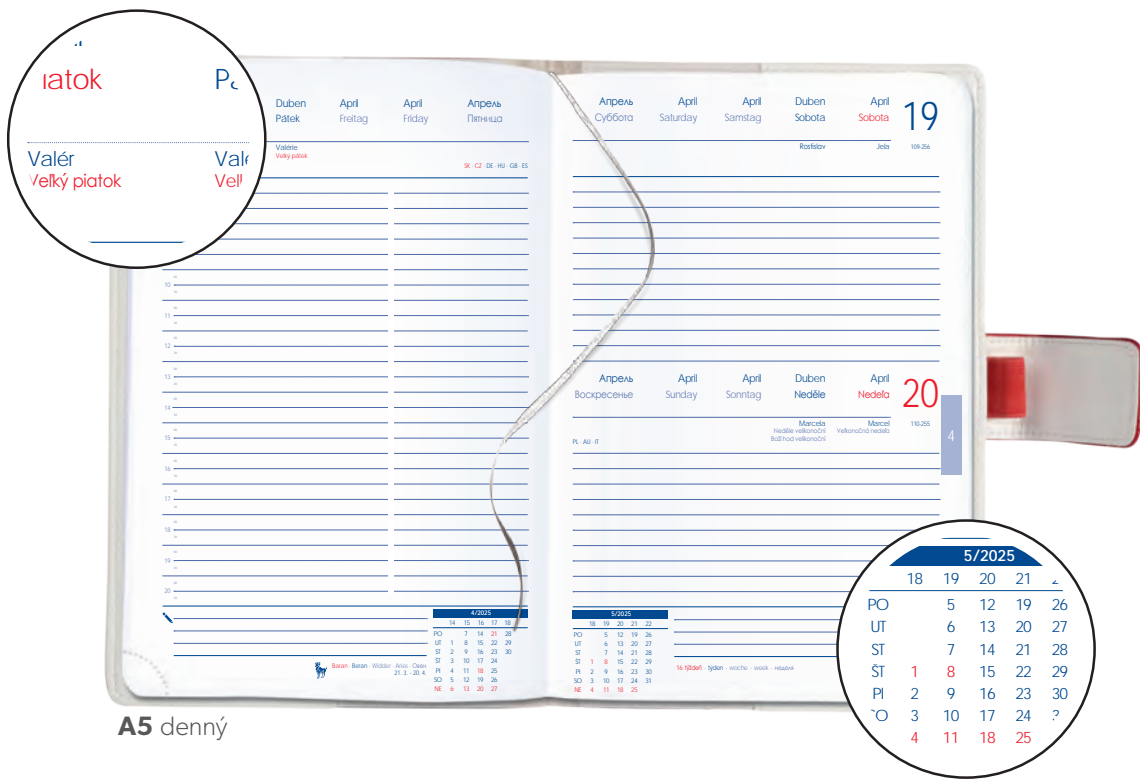 iatok
Valér
Valé
Veľký piatok
Veľ
Duben April April Апрель
Pátek Freitag Friday Пятница
Valérie
Velký pátek
SK · CZ · DE · HU · GB · ES
10
11
12
13
14
15
16
17
18
19
20
4/2025
14 15 16 17 18
PO 7 14 21 28
UT 1 8 15 22 29
ST 2 9 16 23 30
ŠT 3 10 17 24
PI 4 11 18 25
SO 5 12 19 26
NE 6 13 20 27
Baran · Beran · Widder · Aries · Овен
21. 3. - 20. 4.
Апрель April April Duben April 19
Суббота Saturday Samstag Sobota Sobota
Rostislav Jela 109-256
Апрель April April Duben April 20
Воскресенье Sunday Sonntag Neděle Nedeľa
Marcela Marcel 110-255
Neděle velikonoční Veľkonočná nedeľa
Boží hod velikonoční
PL · AU · IT
4
5/2025
18 19 20 21 22
PO 5 12 19 26
UT 6 13 20 27
ST 7 14 21 28
ŠT 1 8 15 22 29
PI 2 9 16 23 30
SO 3 10 17 24 31
NE 4 11 18 25
16. týždeň · týden · woche · week · неделя
5/2025
18 19 20 21
PO 5 12 19 26
UT 6 13 20 27
ST 7 14 21 28
ŠT 1 8 15 22 29
PI 2 9 16 23 30
3 10 17 24
4 11 18 25
A5 denný